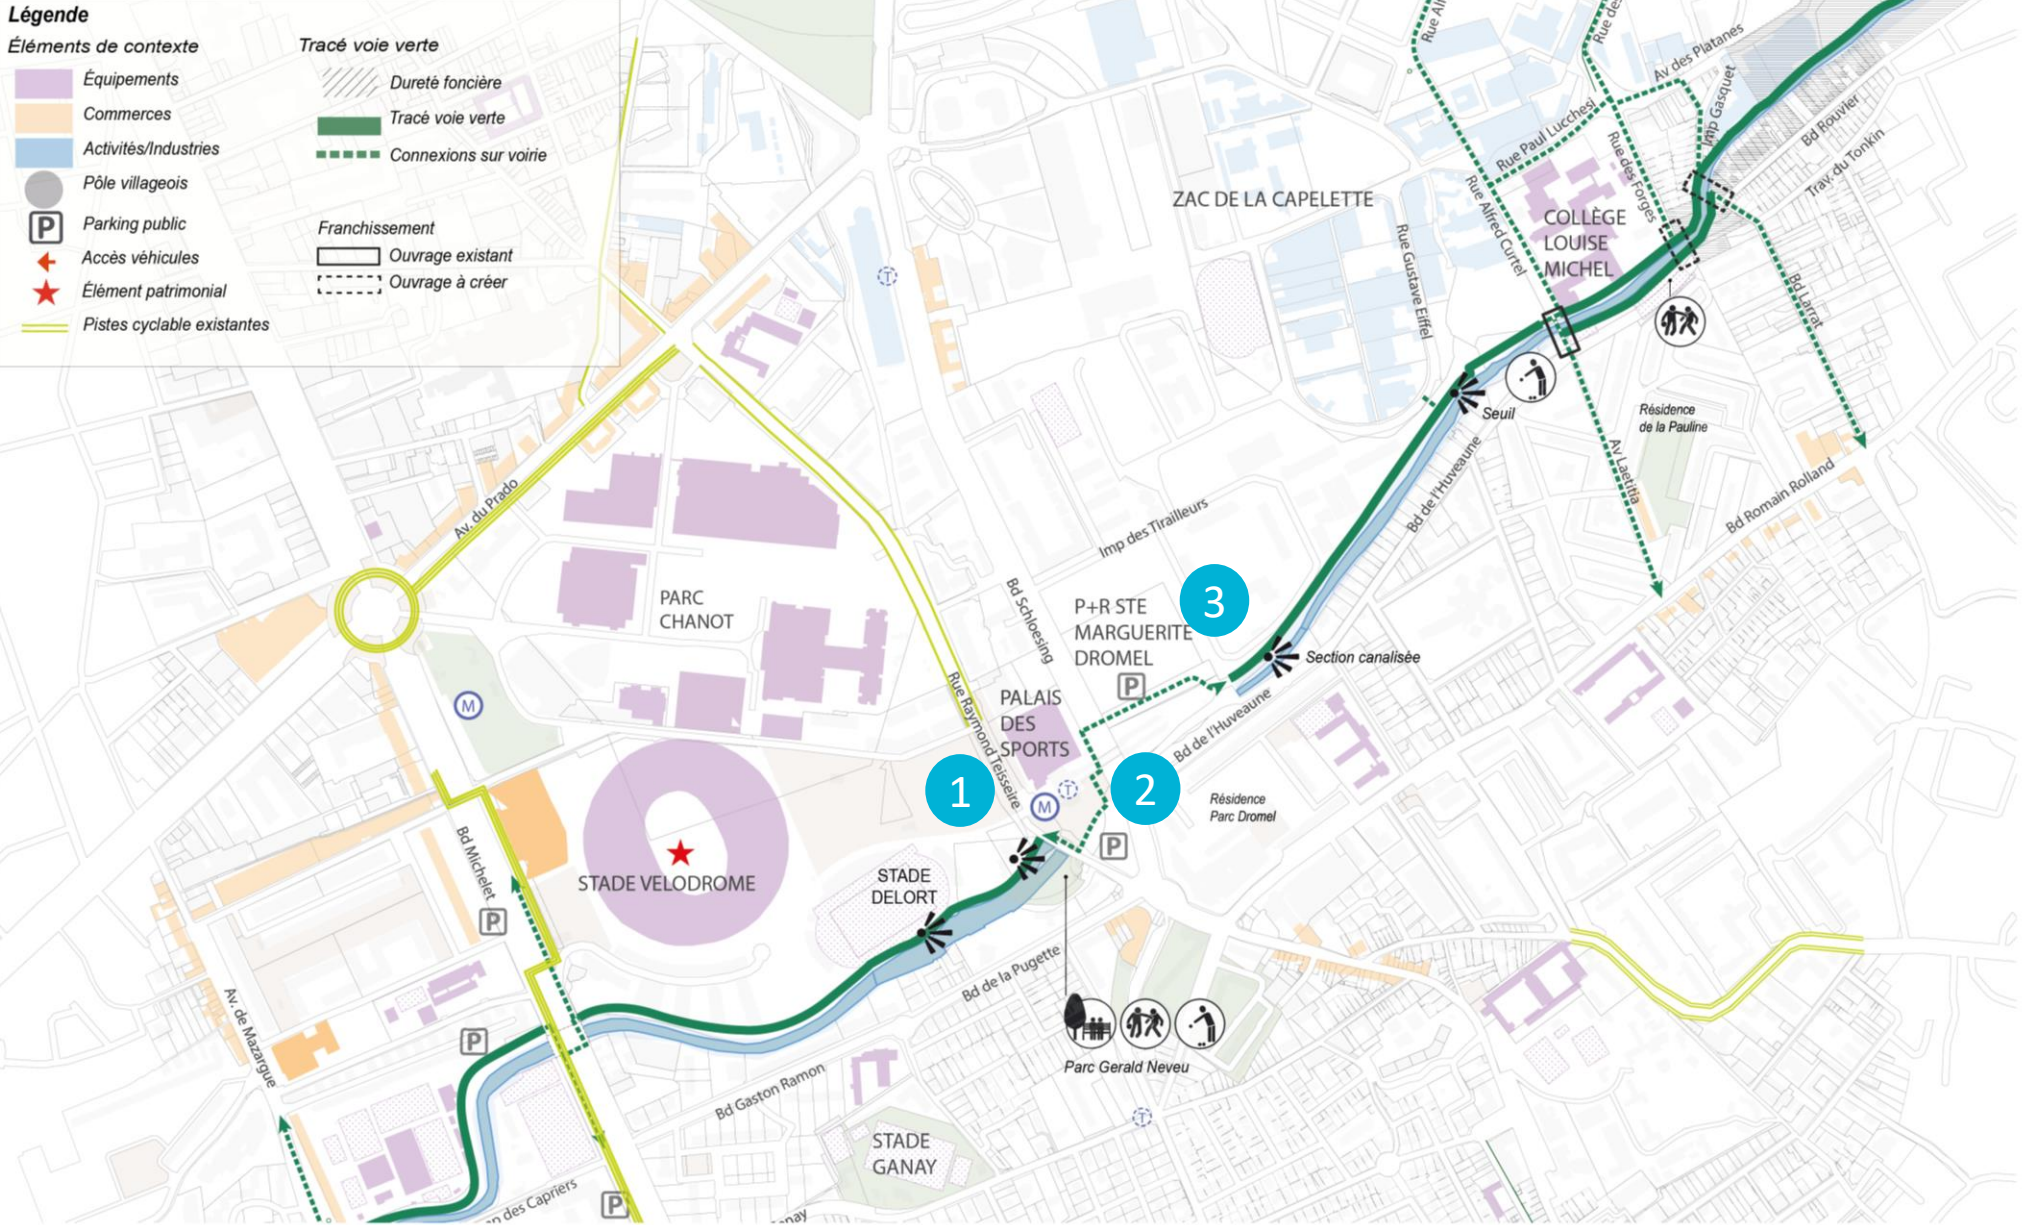 Légende
Éléments de contexte
Équipements
Commerces
Activités/Industries
Pôle villageois
P Parking public
Accès véhicules
Élément patrimonial
Pistes cyclable existantes
Tracé voie verte
Dureté foncière
Tracé voie verte
Connexions sur voirie
Franchissement
Ouvrage existant
Ouvrage à créer
Av des Platanes
Imp Gasquet
Bd Rouvier
Trav. du Tonkin
Rue Paul Lucchesi
Rue des Forges
Rue Alfred Curtel
ZAC DE LA CAPELETTE
Rue Gustave Eiffel
COLLÈGE
LOUISE
MICHEL
Bd Larrat
T
Seuil
Résidence
de la Pauline
Av Laetitia
Bd de l'Huveaune
Bd Romain Rolland
Av. du Prado
Imp des Tirailleurs
PARC
CHANOT
Bd Schloesing
P+R STE
MARGUERITE
DROMEL
P
3
Section canalisée
M
Rue Raymond Teisseire
PALAIS
DES
SPORTS
Bd de l'Huveaune
1
2
M
T
Résidence
Parc Dromel
P
Bd Michelet
STADE VELODROME
STADE
DELORT
P
Bd de la Pugette
Av. de Mazargue
P
Parc Gerald Neveu
Bd Gaston Ramon
T
STADE
GANAY
des Capriers
P